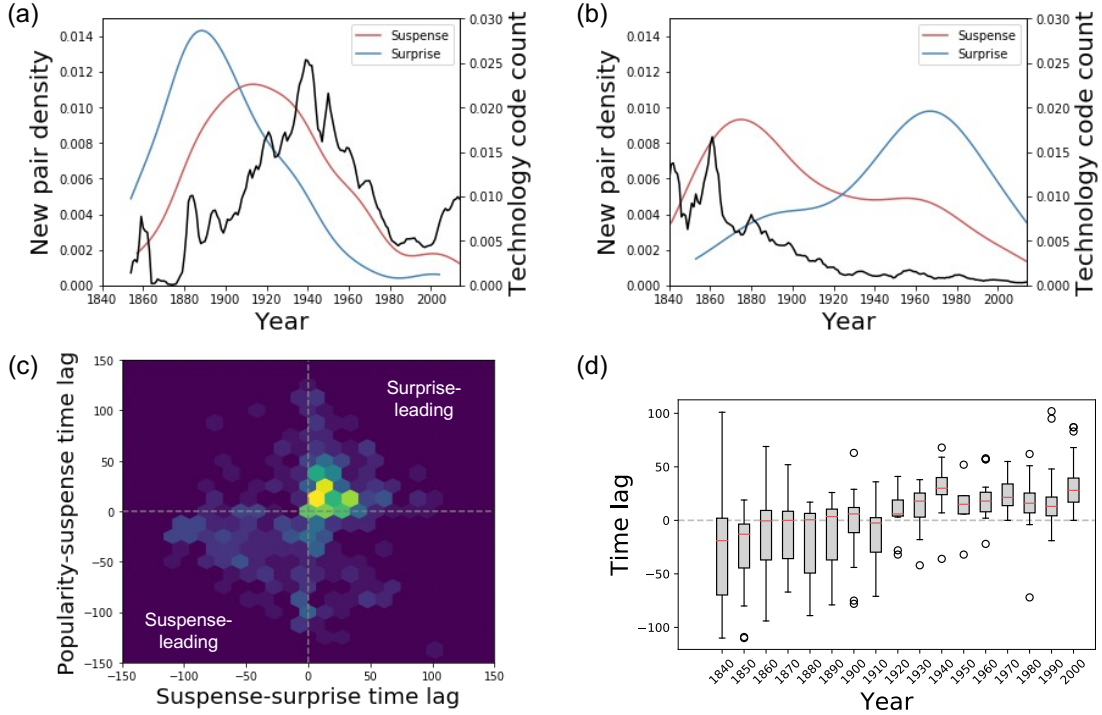 (a)
New pair density
0.014
0.012
0.010
0.008
0.006
0.004
0.002
0.000
Suspense
Surprise
0.030
0.025
0.020
0.015
0.010
0.005
0.000
Technology code count
1840 1860 1880 1900 1920 1940 1960 1980 2000
Year
(b)
New pair density
0.014
0.012
0.010
0.008
0.006
0.004
0.002
0.000
Suspense
Surprise
0.030
0.025
0.020
0.015
0.010
0.005
0.000
Technology code count
1840 1860 1880 1900 1920 1940 1960 1980 2000
Year
(c)
Popularity-suspense time lag
150
100
50
0
−50
−100
−150
Surprise-
leading
Suspense-
leading
−150 −100 −50 0 50 100 150
Suspense-surprise time lag
(d)
Time lag
100
50
0
−50
−100
1840 1850 1860 1870 1880 1890 1900 1910 1920 1930 1940 1950 1960 1970 1980 1990 2000
Year